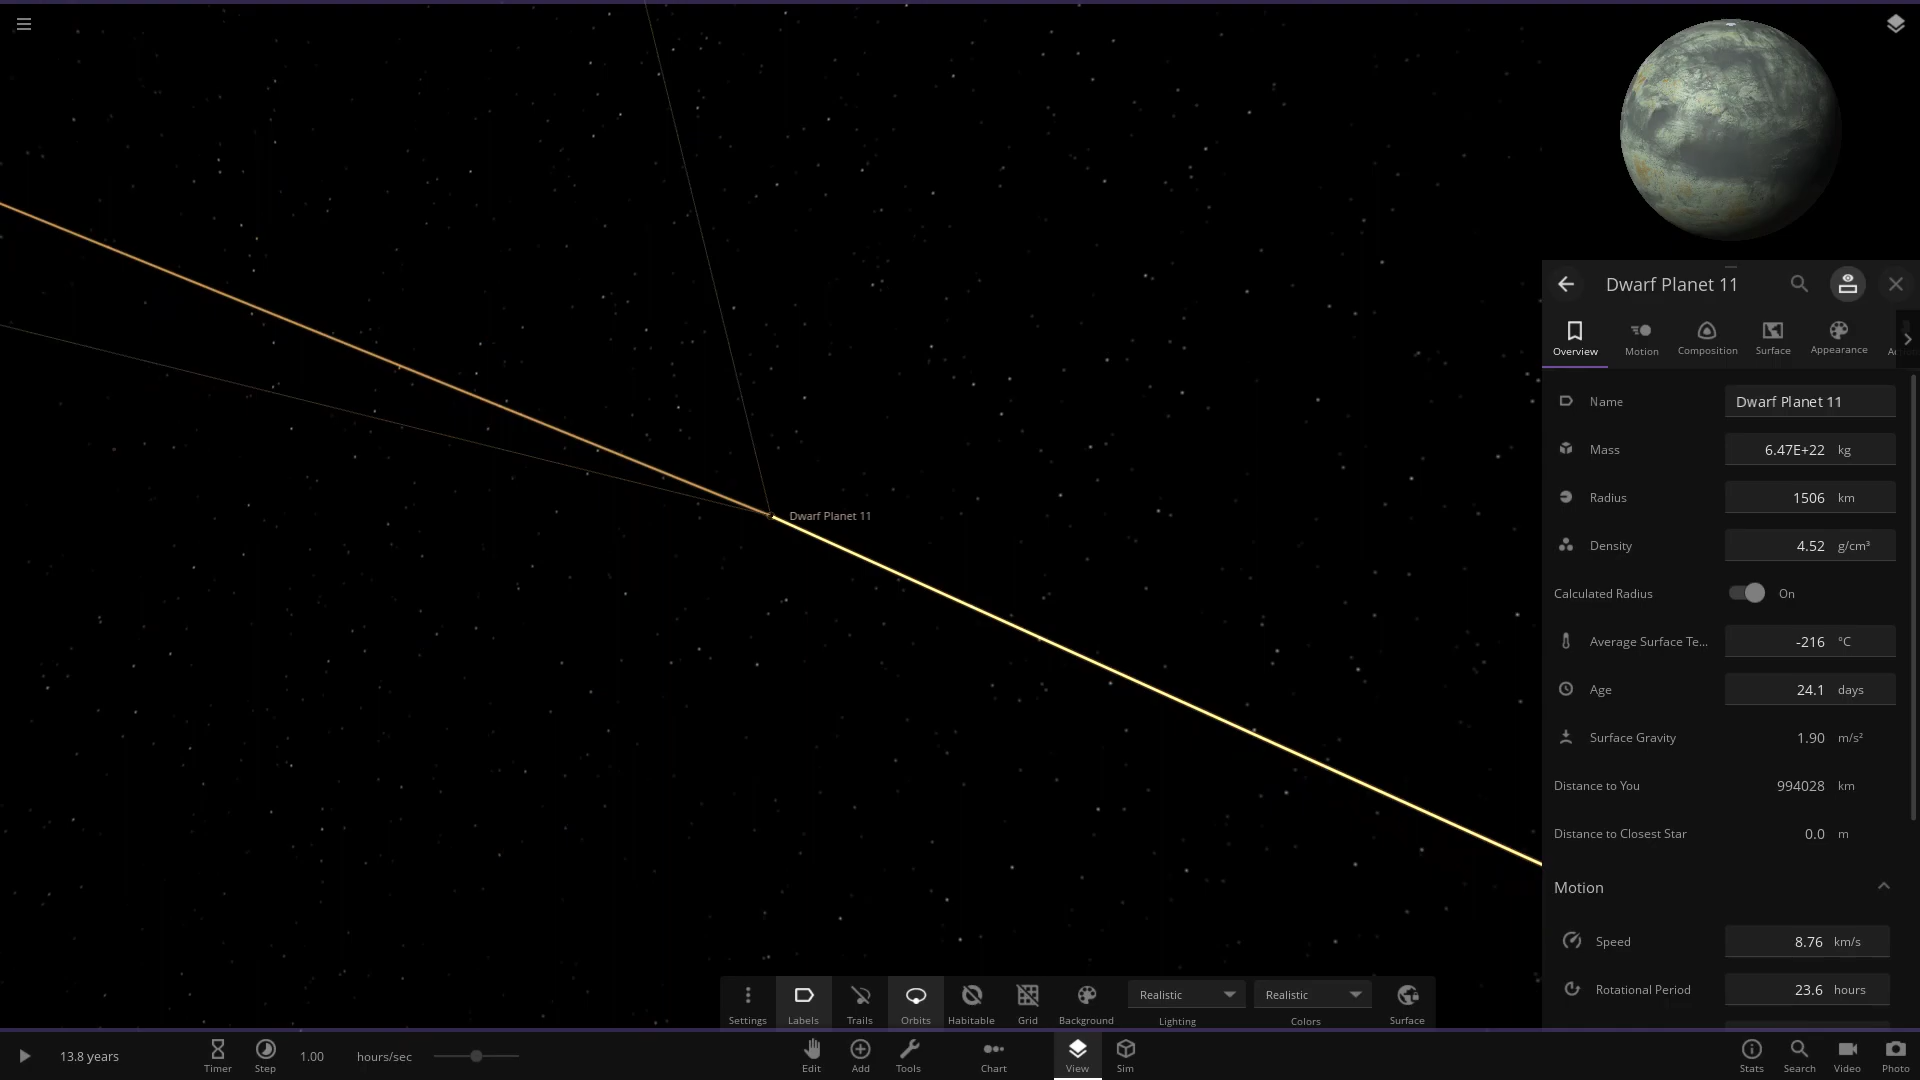 Dwarf Planet 11
Overview
Motion
Composition
Surface
Appearance
Name
Dwarf Planet 11
Mass
6.47E+22 kg
Radius
1506 km
Density
4.52 g/cm³
Calculated Radius
On
Average Surface Te...
-216 °C
Age
24.1 days
Surface Gravity
1.90 m/s²
Distance to You
994028 km
Distance to Closest Star
0.0 m
Motion
Speed
8.76 km/s
Rotational Period
23.6 hours
Dwarf Planet 11
Settings
Labels
Trails
Orbits
Habitable
Grid
Background
Realistic
Lighting
Realistic
Colors
Surface
13.8 years
Timer
Step
1.00 hours/sec
Edit
Add
Tools
Chart
View
Sim
Stats
Search
Video
Photo